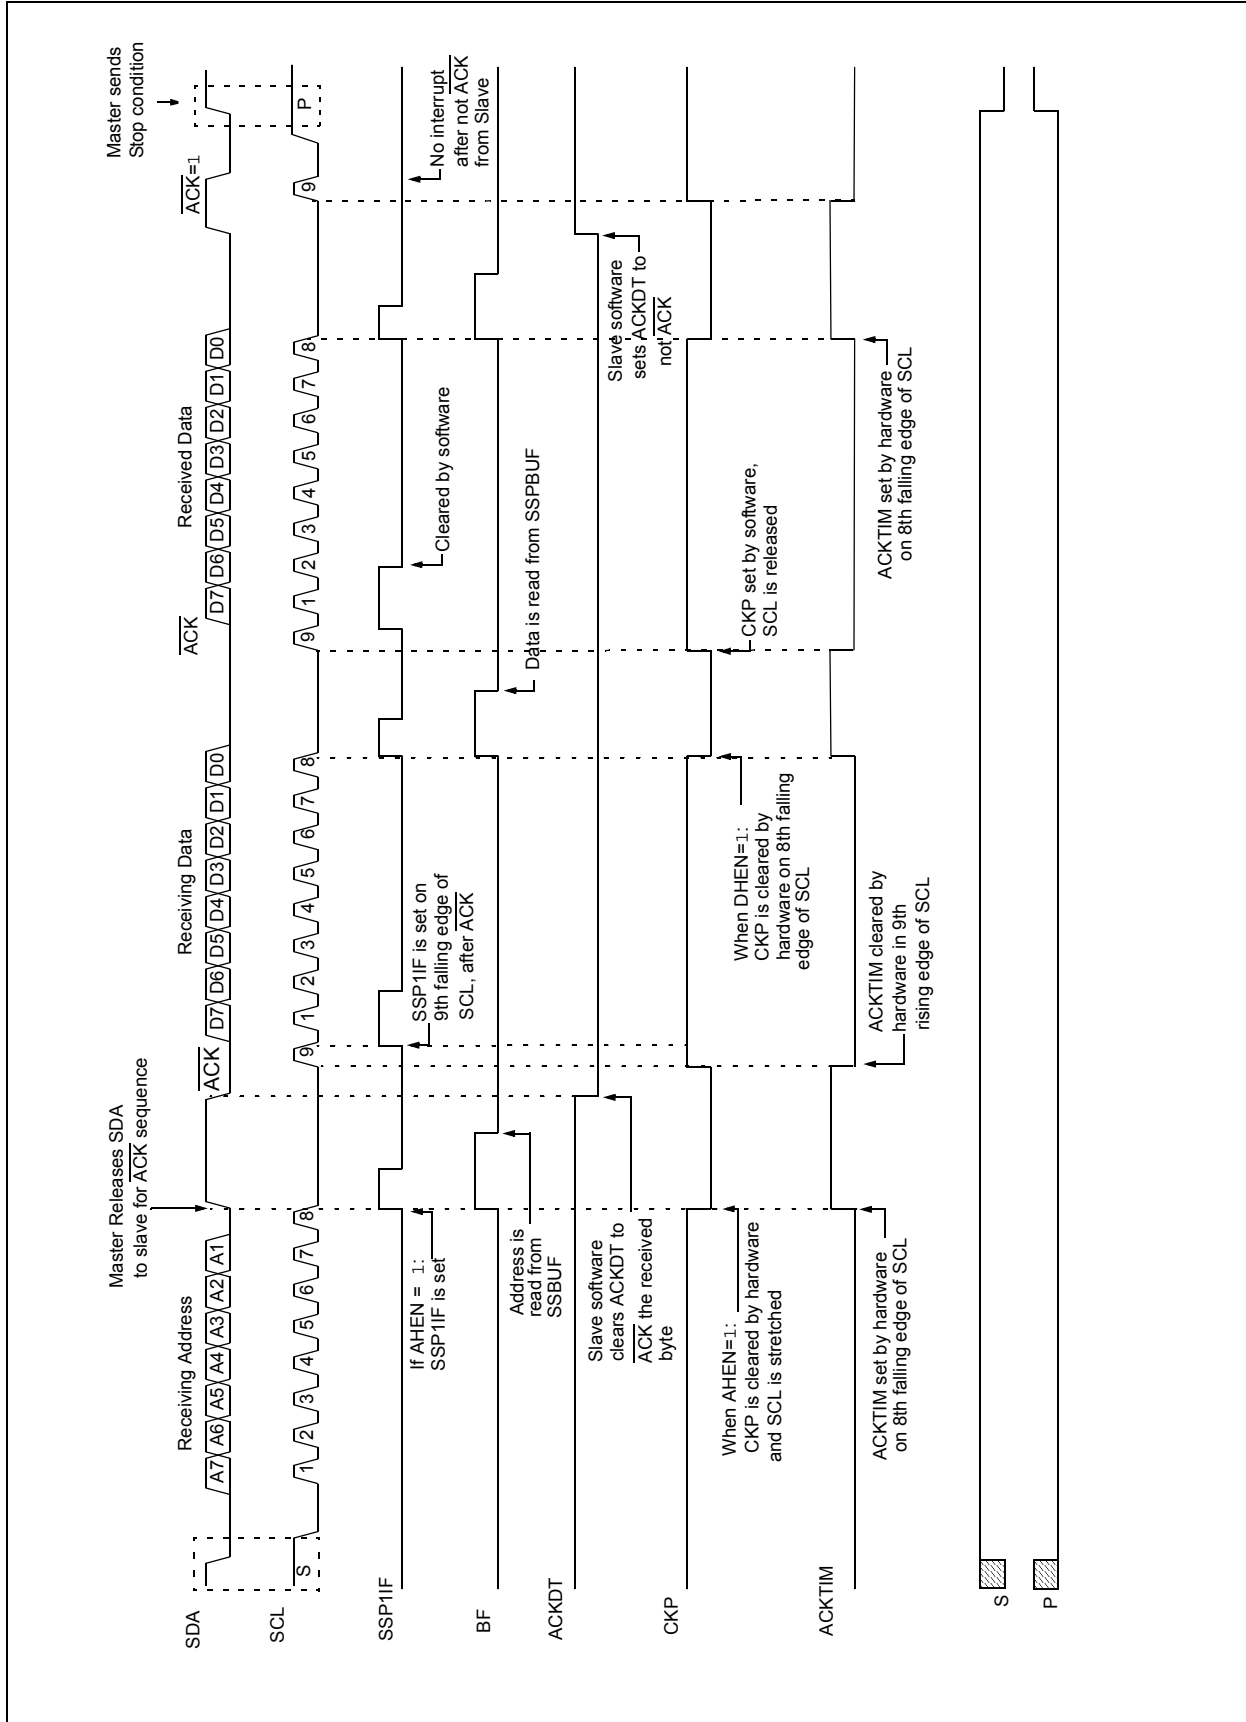 Master Releases SDA
to slave for ACK sequence
Master sends
Stop condition
Receiving Address
Receiving Data
Received Data
ACK
ACK
ACK=1
SDA
A7 A6 A5 A4 A3 A2 A1
D7 D6 D5 D4 D3 D2 D1 D0
D7 D6 D5 D4 D3 D2 D1 D0
SCL
S
1 2 3 4 5 6 7 8 9
1 2 3 4 5 6 7 8 9
1 2 3 4 5 6 7 8 9
P
SSP1IF
If AHEN = 1:
SSP1IF is set
SSP1IF is set on
9th falling edge of
SCL, after ACK
Cleared by software
No interrupt
after not ACK
from Slave
BF
Address is
read from
SSBUF
Data is read from SSPBUF
ACKDT
Slave software
clears ACKDT to
ACK the received
byte
Slave software
sets ACKDT to
not ACK
CKP
When AHEN=1:
CKP is cleared by hardware
and SCL is stretched
When DHEN=1:
CKP is cleared by
hardware on 8th falling
edge of SCL
CKP set by software,
SCL is released
ACKTIM
ACKTIM set by hardware
on 8th falling edge of SCL
ACKTIM cleared by
hardware in 9th
rising edge of SCL
ACKTIM set by hardware
on 8th falling edge of SCL
S
P